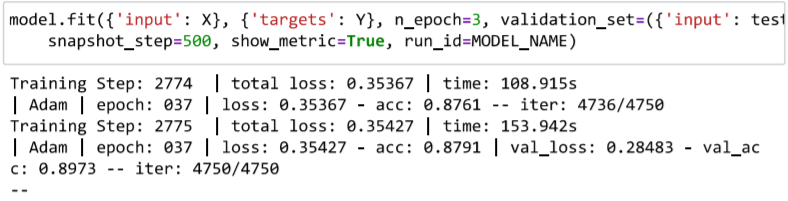 model.fit({'input': X}, {'targets': Y}, n_epoch=3, validation_set=({'input': test
snapshot_step=500, show_metric=True, run_id=MODEL_NAME)
Training Step: 2774  | total loss: 0.35367 | time: 108.915s
| Adam | epoch: 037 | loss: 0.35367 - acc: 0.8761 -- iter: 4736/4750
Training Step: 2775  | total loss: 0.35427 | time: 153.942s
| Adam | epoch: 037 | loss: 0.35427 - acc: 0.8791 | val_loss: 0.28483 - val_ac
c: 0.8973 -- iter: 4750/4750
--